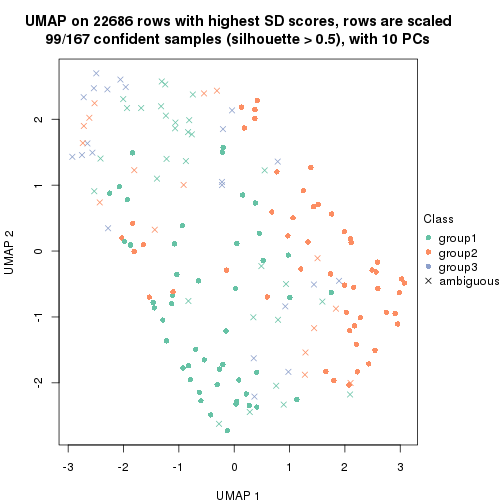 UMAP on 22686 rows with highest SD scores, rows are scaled
99/167 confident samples (silhouette > 0.5), with 10 PCs
2
1
0
-1
-2
UMAP 2
-3
-2
-1
0
1
2
3
UMAP 1
Class
group1
group2
group3
ambiguous